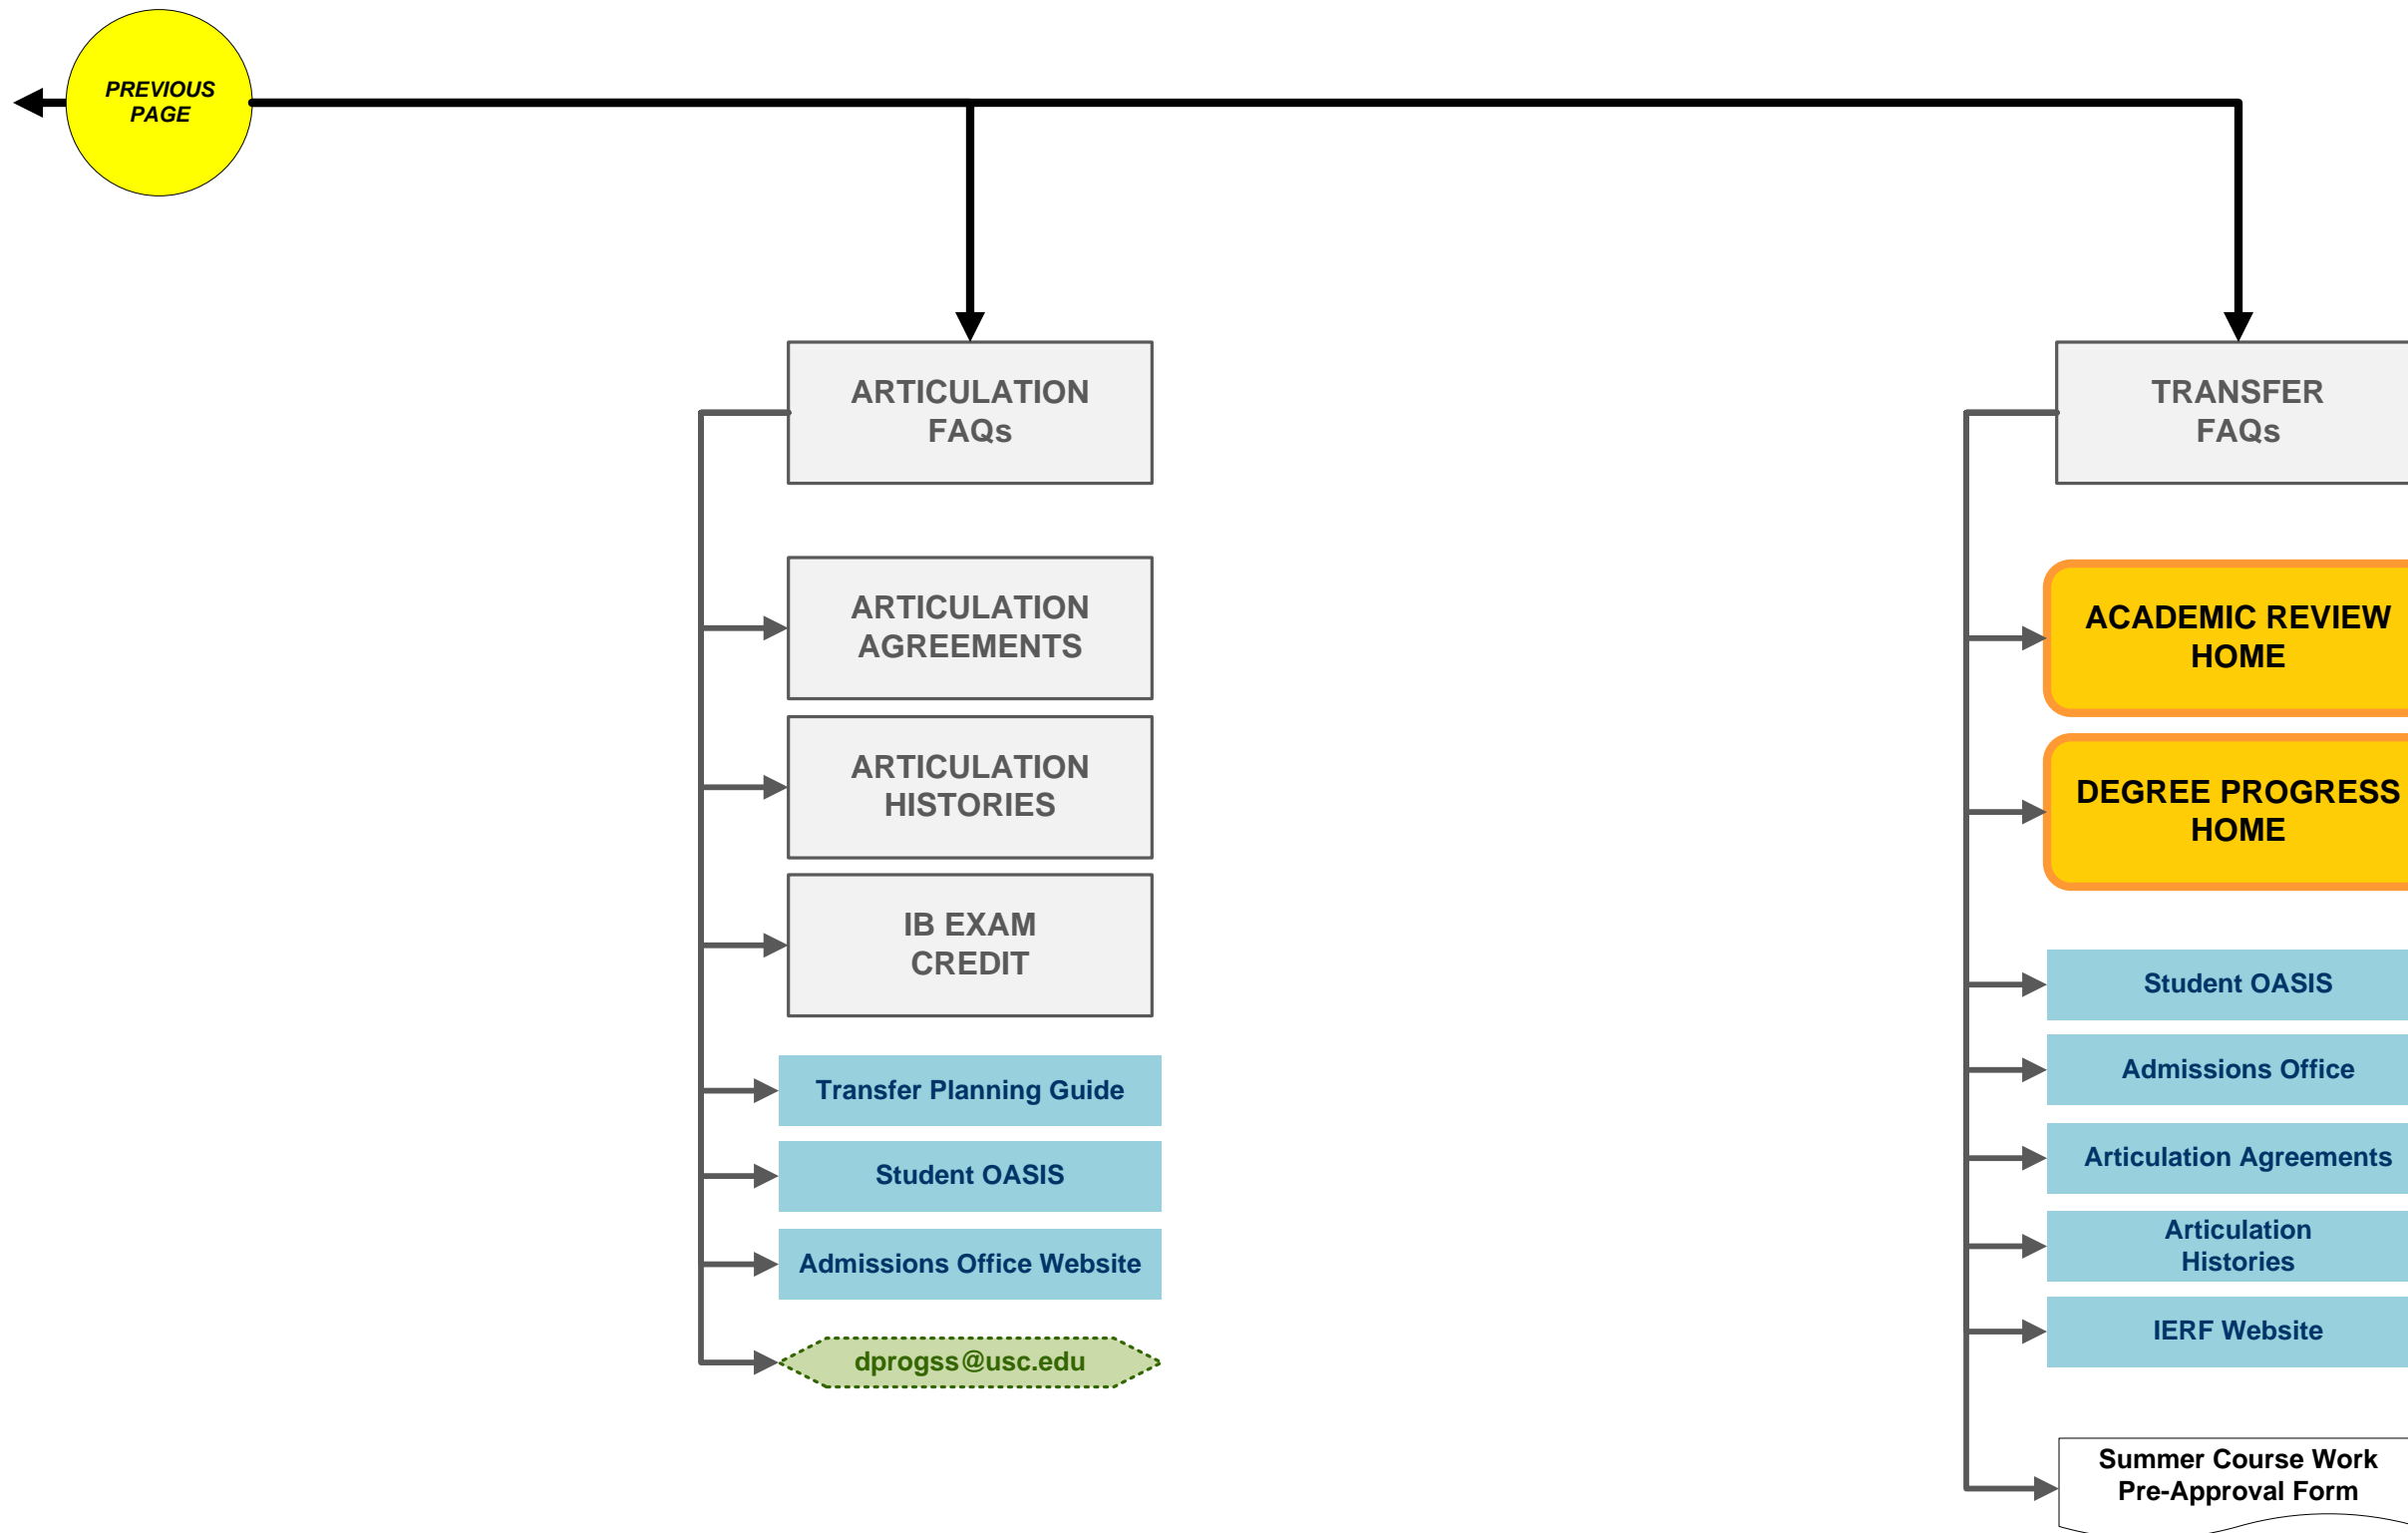 PREVIOUS
PAGE
ARTICULATION
FAQs
ARTICULATION
AGREEMENTS
ARTICULATION
HISTORIES
IB EXAM
CREDIT
Transfer Planning Guide
Student OASIS
Admissions Office Website
dprogss@usc.edu
TRANSFER
FAQs
ACADEMIC REVIEW
HOME
DEGREE PROGRESS
HOME
Student OASIS
Admissions Office
Articulation Agreements
Articulation
Histories
IERF Website
Summer Course Work
Pre-Approval Form